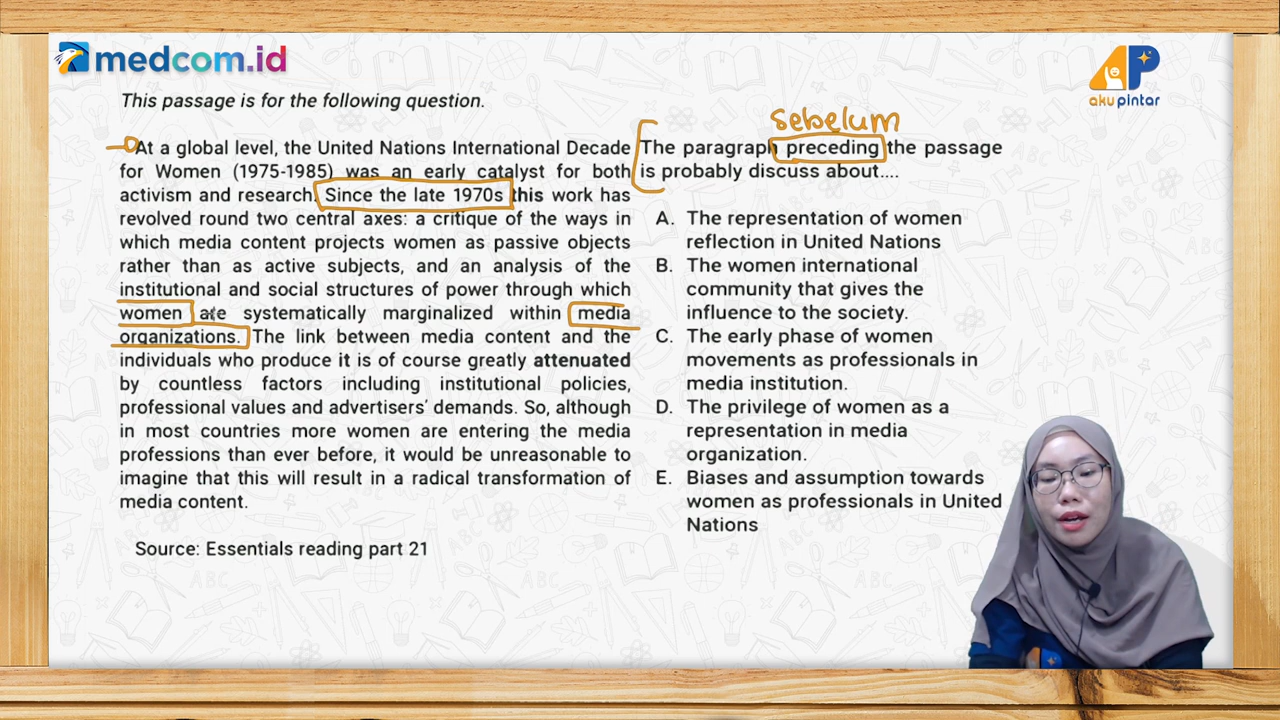 medcom.id
aku pintar
This passage is for the following question.
At a global level, the United Nations International Decade
for Women (1975-1985) was an early catalyst for both
activism and research. Since the late 1970s this work has
revolved round two central axes: a critique of the ways in
which media content projects women as passive objects
rather than as active subjects, and an analysis of the
institutional and social structures of power through which
women are systematically marginalized within media
organizations. The link between media content and the
individuals who produce it is of course greatly attenuated
by countless factors including institutional policies,
professional values and advertisers' demands. So, although
in most countries more women are entering the media
professions than ever before, it would be unreasonable to
imagine that this will result in a radical transformation of
media content.
Source: Essentials reading part 21
sebelum
The paragraph preceding the passage
is probably discuss about....
A. The representation of women
reflection in United Nations
B. The women international
community that gives the
influence to the society.
C. The early phase of women
movements as professionals in
media institution.
D. The privilege of women as a
representation in media
organization.
E. Biases and assumption towards
women as professionals in United
Nations